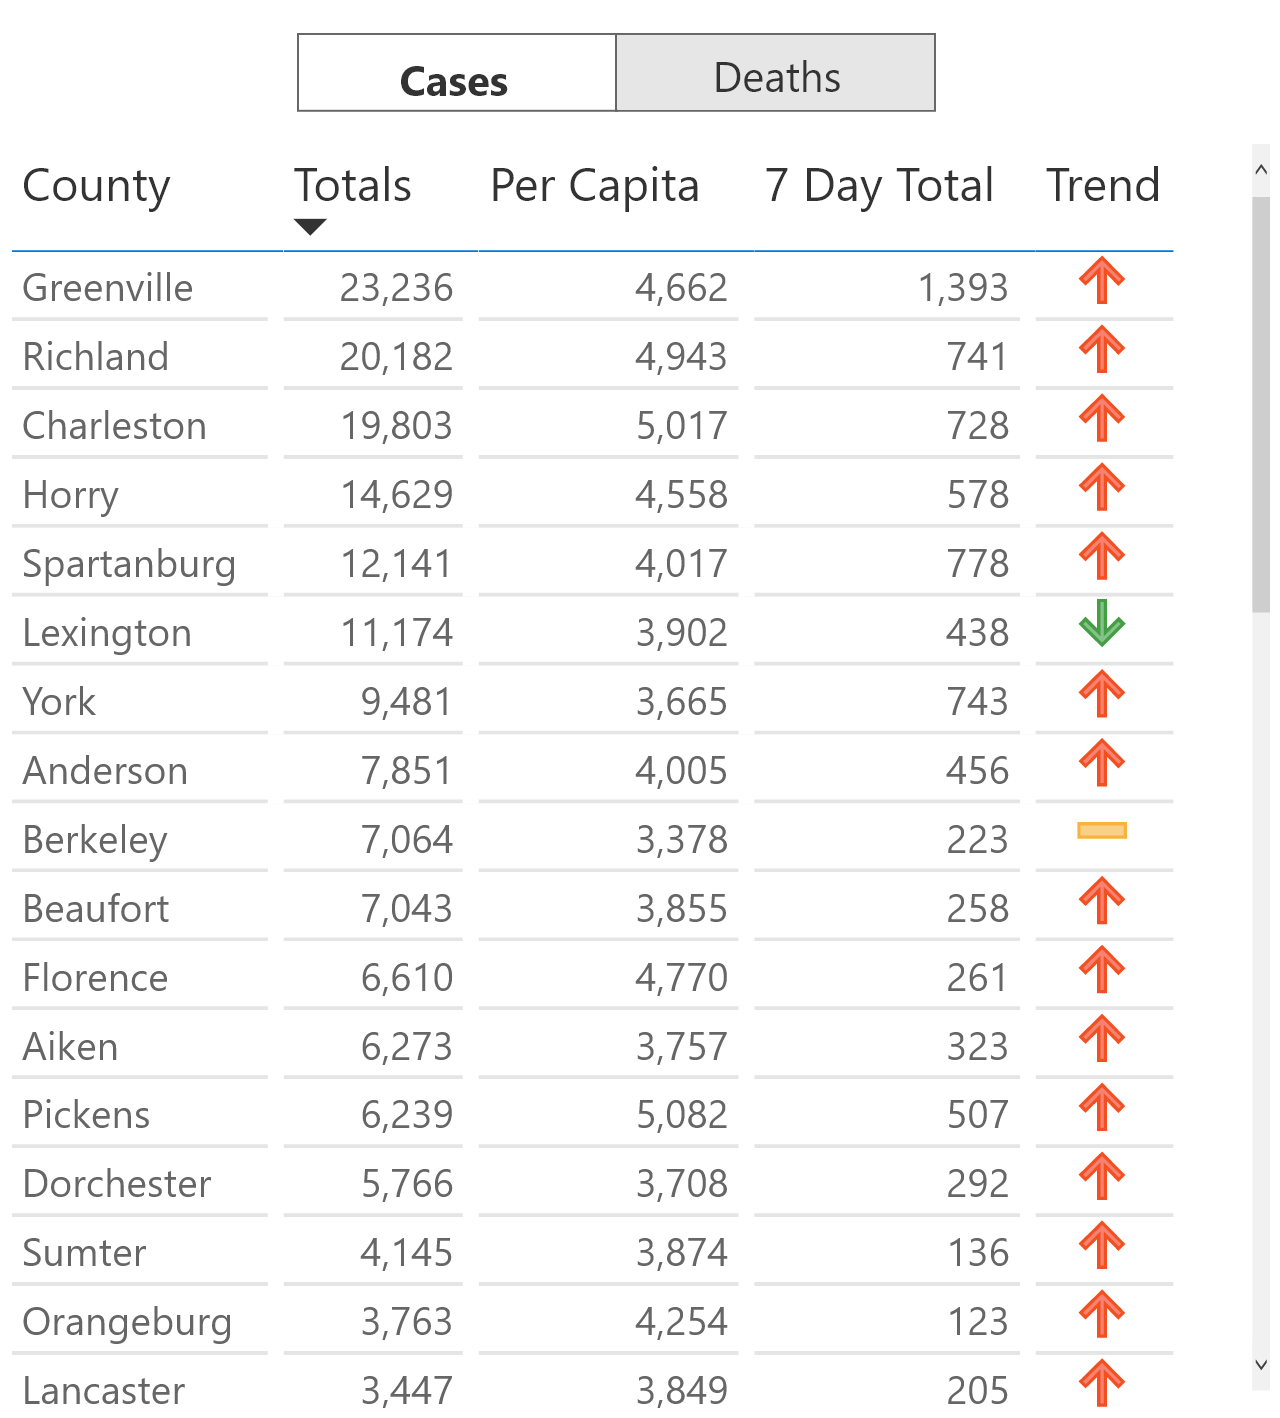 Cases Deaths
County Totals Per Capita 7 Day Total Trend
Greenville 23,236 4,662 1,393
Richland 20,182 4,943 741
Charleston 19,803 5,017 728
Horry 14,629 4,558 578
Spartanburg 12,141 4,017 778
Lexington 11,174 3,902 438
York 9,481 3,665 743
Anderson 7,851 4,005 456
Berkeley 7,064 3,378 223
Beaufort 7,043 3,855 258
Florence 6,610 4,770 261
Aiken 6,273 3,757 323
Pickens 6,239 5,082 507
Dorchester 5,766 3,708 292
Sumter 4,145 3,874 136
Orangeburg 3,763 4,254 123
Lancaster 3,447 3,849 205